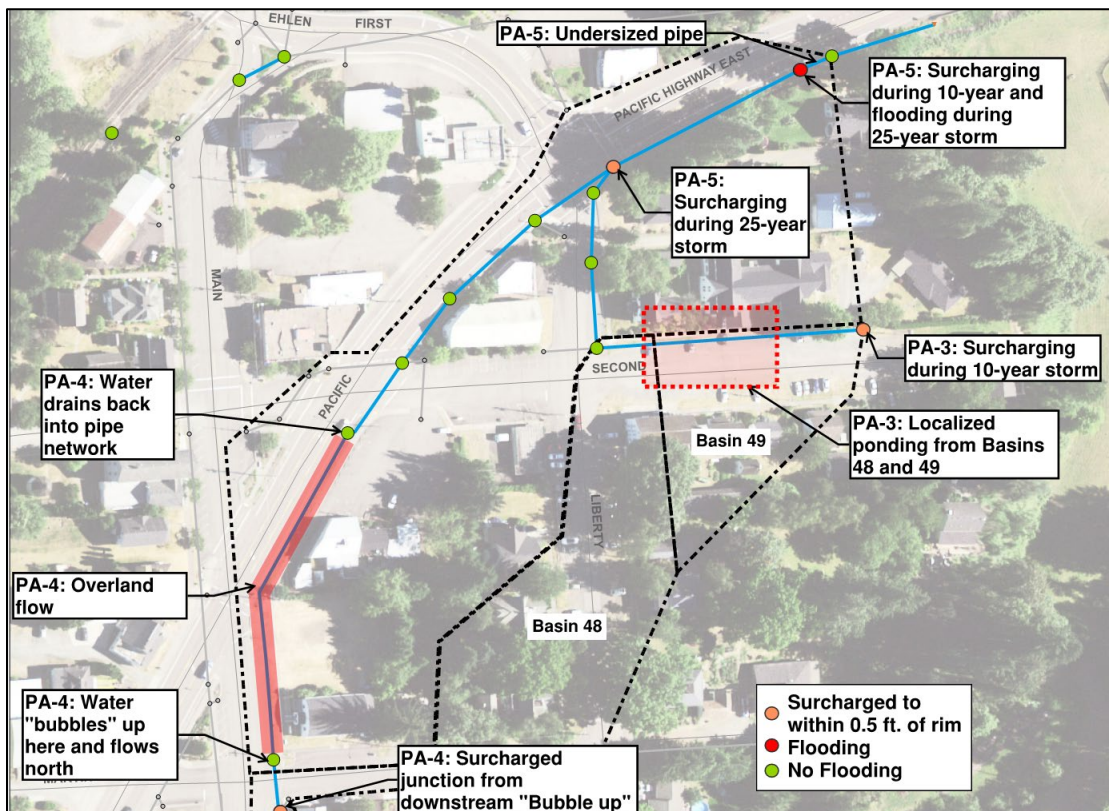 EHLEN
FIRST
PA-5: Undersized pipe
PACIFIC HIGHWAY EAST
PA-5: Surcharging
during 10-year and
flooding during
25-year storm
PA-5:
Surcharging
during 25-year
storm
MAIN
PA-4: Water
drains back
into pipe
network
PACIFIC
SECOND
PA-3: Surcharging
during 10-year storm
Basin 49
PA-3: Localized
ponding from Basins
48 and 49
LIBERTY
PA-4: Overland
flow
Basin 48
PA-4: Water
"bubbles" up
here and flows
north
PA-4: Surcharged
junction from
downstream "Bubble up"
Surcharged to
within 0.5 ft. of rim
Flooding
No Flooding